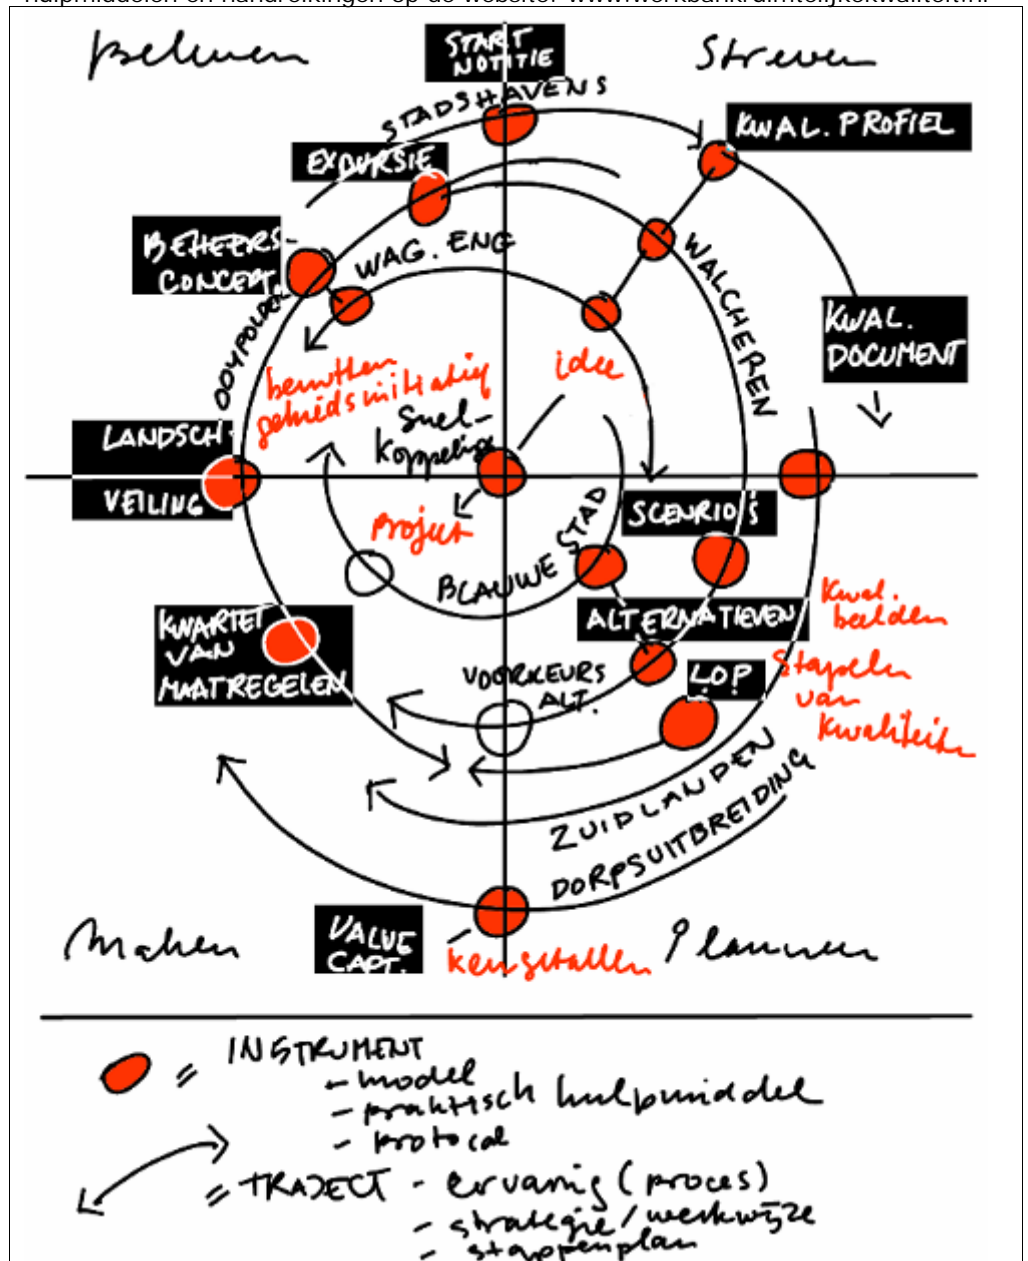 hulpmiddelen en handreikingen op de website: www.werkbankruimtelijkekwaliteit.nl
beleven
START
NOTITIE
Streven
STADSHAVENS
KWAL. PROFIEL
EXCURSIE
BEHEERS-
CONCEPT.
WAG. ENG
WALCHEREN
OOYPOLDER
KWAL.
DOCUMENT
benutten
gebiedsinitiatief
idee
Snel-
koppeling
LANDSCH.
VEILING
project
SCENRIO'S
BLAUWE STAD
ALTERNATIEVEN
Kwal.
beelden
KWARTET
VAN
MAATREGELEN
VOORKEURS
ALT.
L.O.P.
Stapelen
van
kwaliteiten
ZUIDLANDEN
DORPSUITBREIDING
VALUE
CAPT.
Maken
kengetallen
Plannen
= INSTRUMENT
- model
- praktisch hulpmiddel
- protocol
= TRAJECT - ervaring (proces)
- strategie/werkwijze
- stappenplan